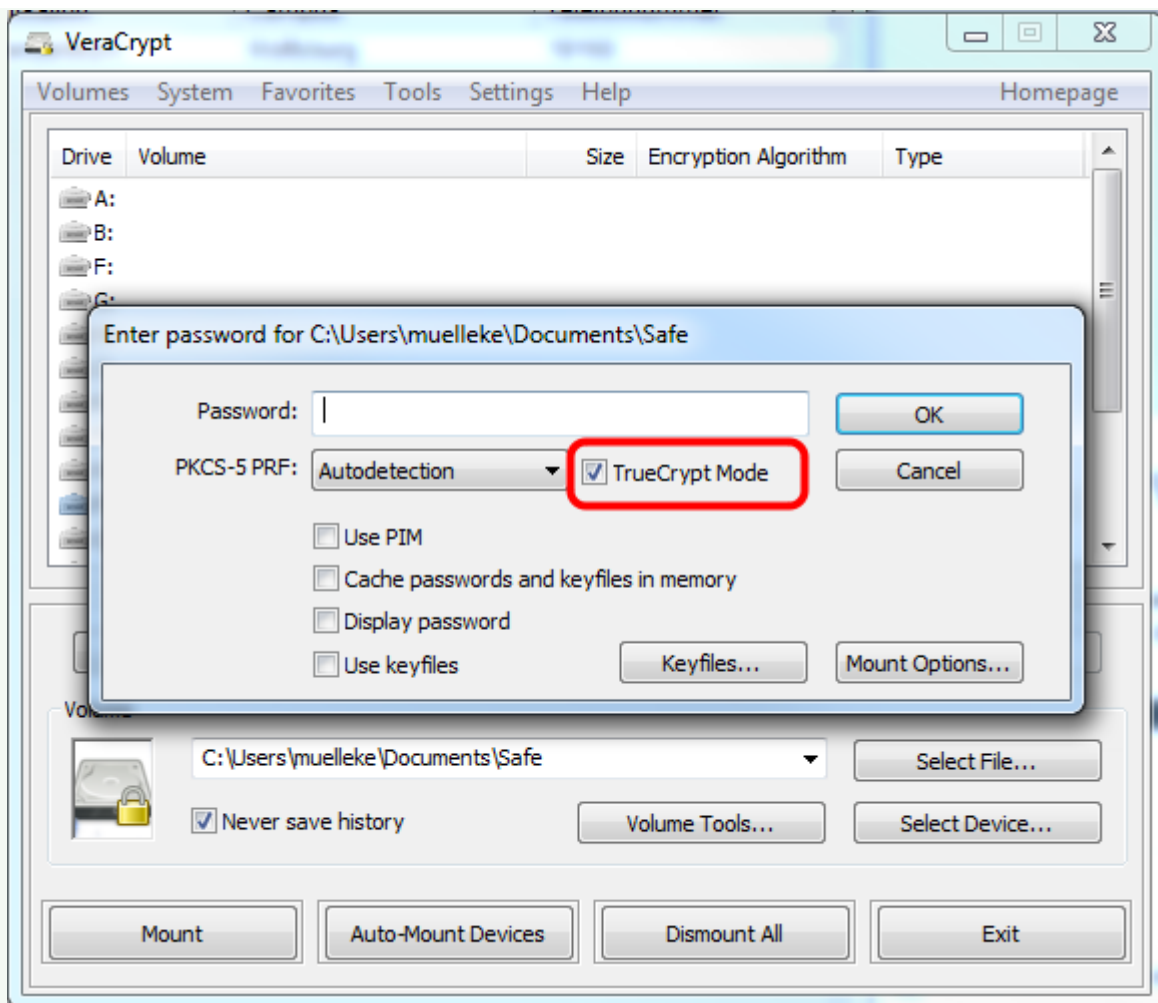 VeraCrypt
Volumes System Favorites Tools Settings Help Homepage
Drive Volume Size Encryption Algorithm Type
A:
B:
F:
G:
Enter password for C:\Users\muelleke\Documents\Safe
Password: OK
PKCS-5 PRF: Autodetection TrueCrypt Mode Cancel
Use PIM
Cache passwords and keyfiles in memory
Display password
Use keyfiles Keyfiles... Mount Options...
Volume
C:\Users\muelleke\Documents\Safe Select File...
Never save history Volume Tools... Select Device...
Mount Auto-Mount Devices Dismount All Exit